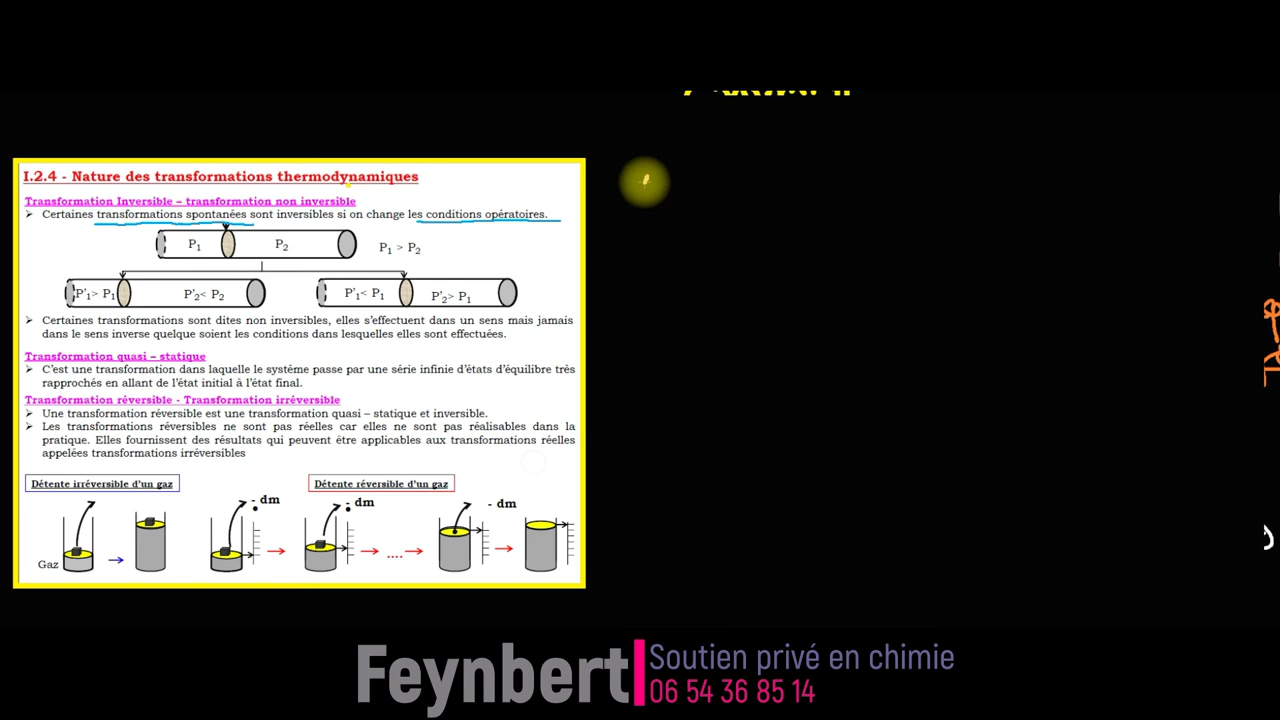 I.2.4 - Nature des transformations thermodynamiques
Transformation Inversible – transformation non inversible
➢ Certaines transformations spontanées sont inversibles si on change les conditions opératoires.
P1 P2 P1 > P2
P'1> P1 P'2< P2 P'1< P1 P'2> P1
➢ Certaines transformations sont dites non inversibles, elles s'effectuent dans un sens mais jamais
dans le sens inverse quelque soient les conditions dans lesquelles elles sont effectuées.
Transformation quasi – statique
➢ C'est une transformation dans laquelle le système passe par une série infinie d'états d'équilibre très
rapprochés en allant de l'état initial à l'état final.
Transformation réversible - Transformation irréversible
➢ Une transformation réversible est une transformation quasi – statique et inversible.
➢ Les transformations réversibles ne sont pas réelles car elles ne sont pas réalisables dans la
pratique. Elles fournissent des résultats qui peuvent être applicables aux transformations réelles
appelées transformations irréversibles
Détente irréversible d'un gaz Détente réversible d'un gaz
- dm - dm - dm
Gaz ....
Feynbert
Soutien privé en chimie
06 54 36 85 14